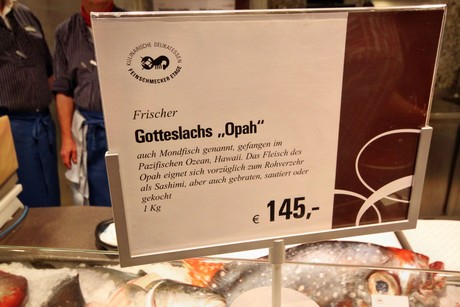 KULINARISCHE DELIKATESSEN
FEINSCHMECKER ETAGE
Frischer
Gotteslachs „Opah“
auch Mondfisch genannt, gefangen im
Pazifischen Ozean, Hawaii. Das Fleisch des
Opah eignet sich vorzüglich zum Rohverzehr
als Sashimi, aber auch gebraten, sautiert oder
gekocht
1 Kg
€ 145,-